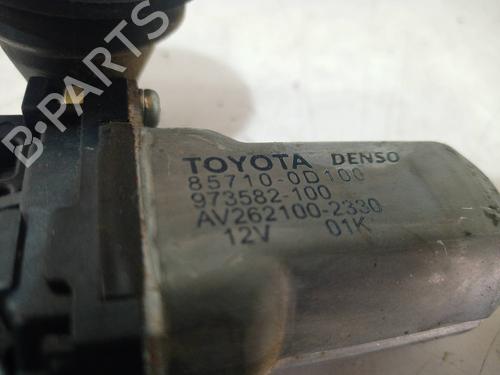 B-PARTS
TOYOTA DENSO
85710-0D100
973582-100
AV262100-2330
12V 01K